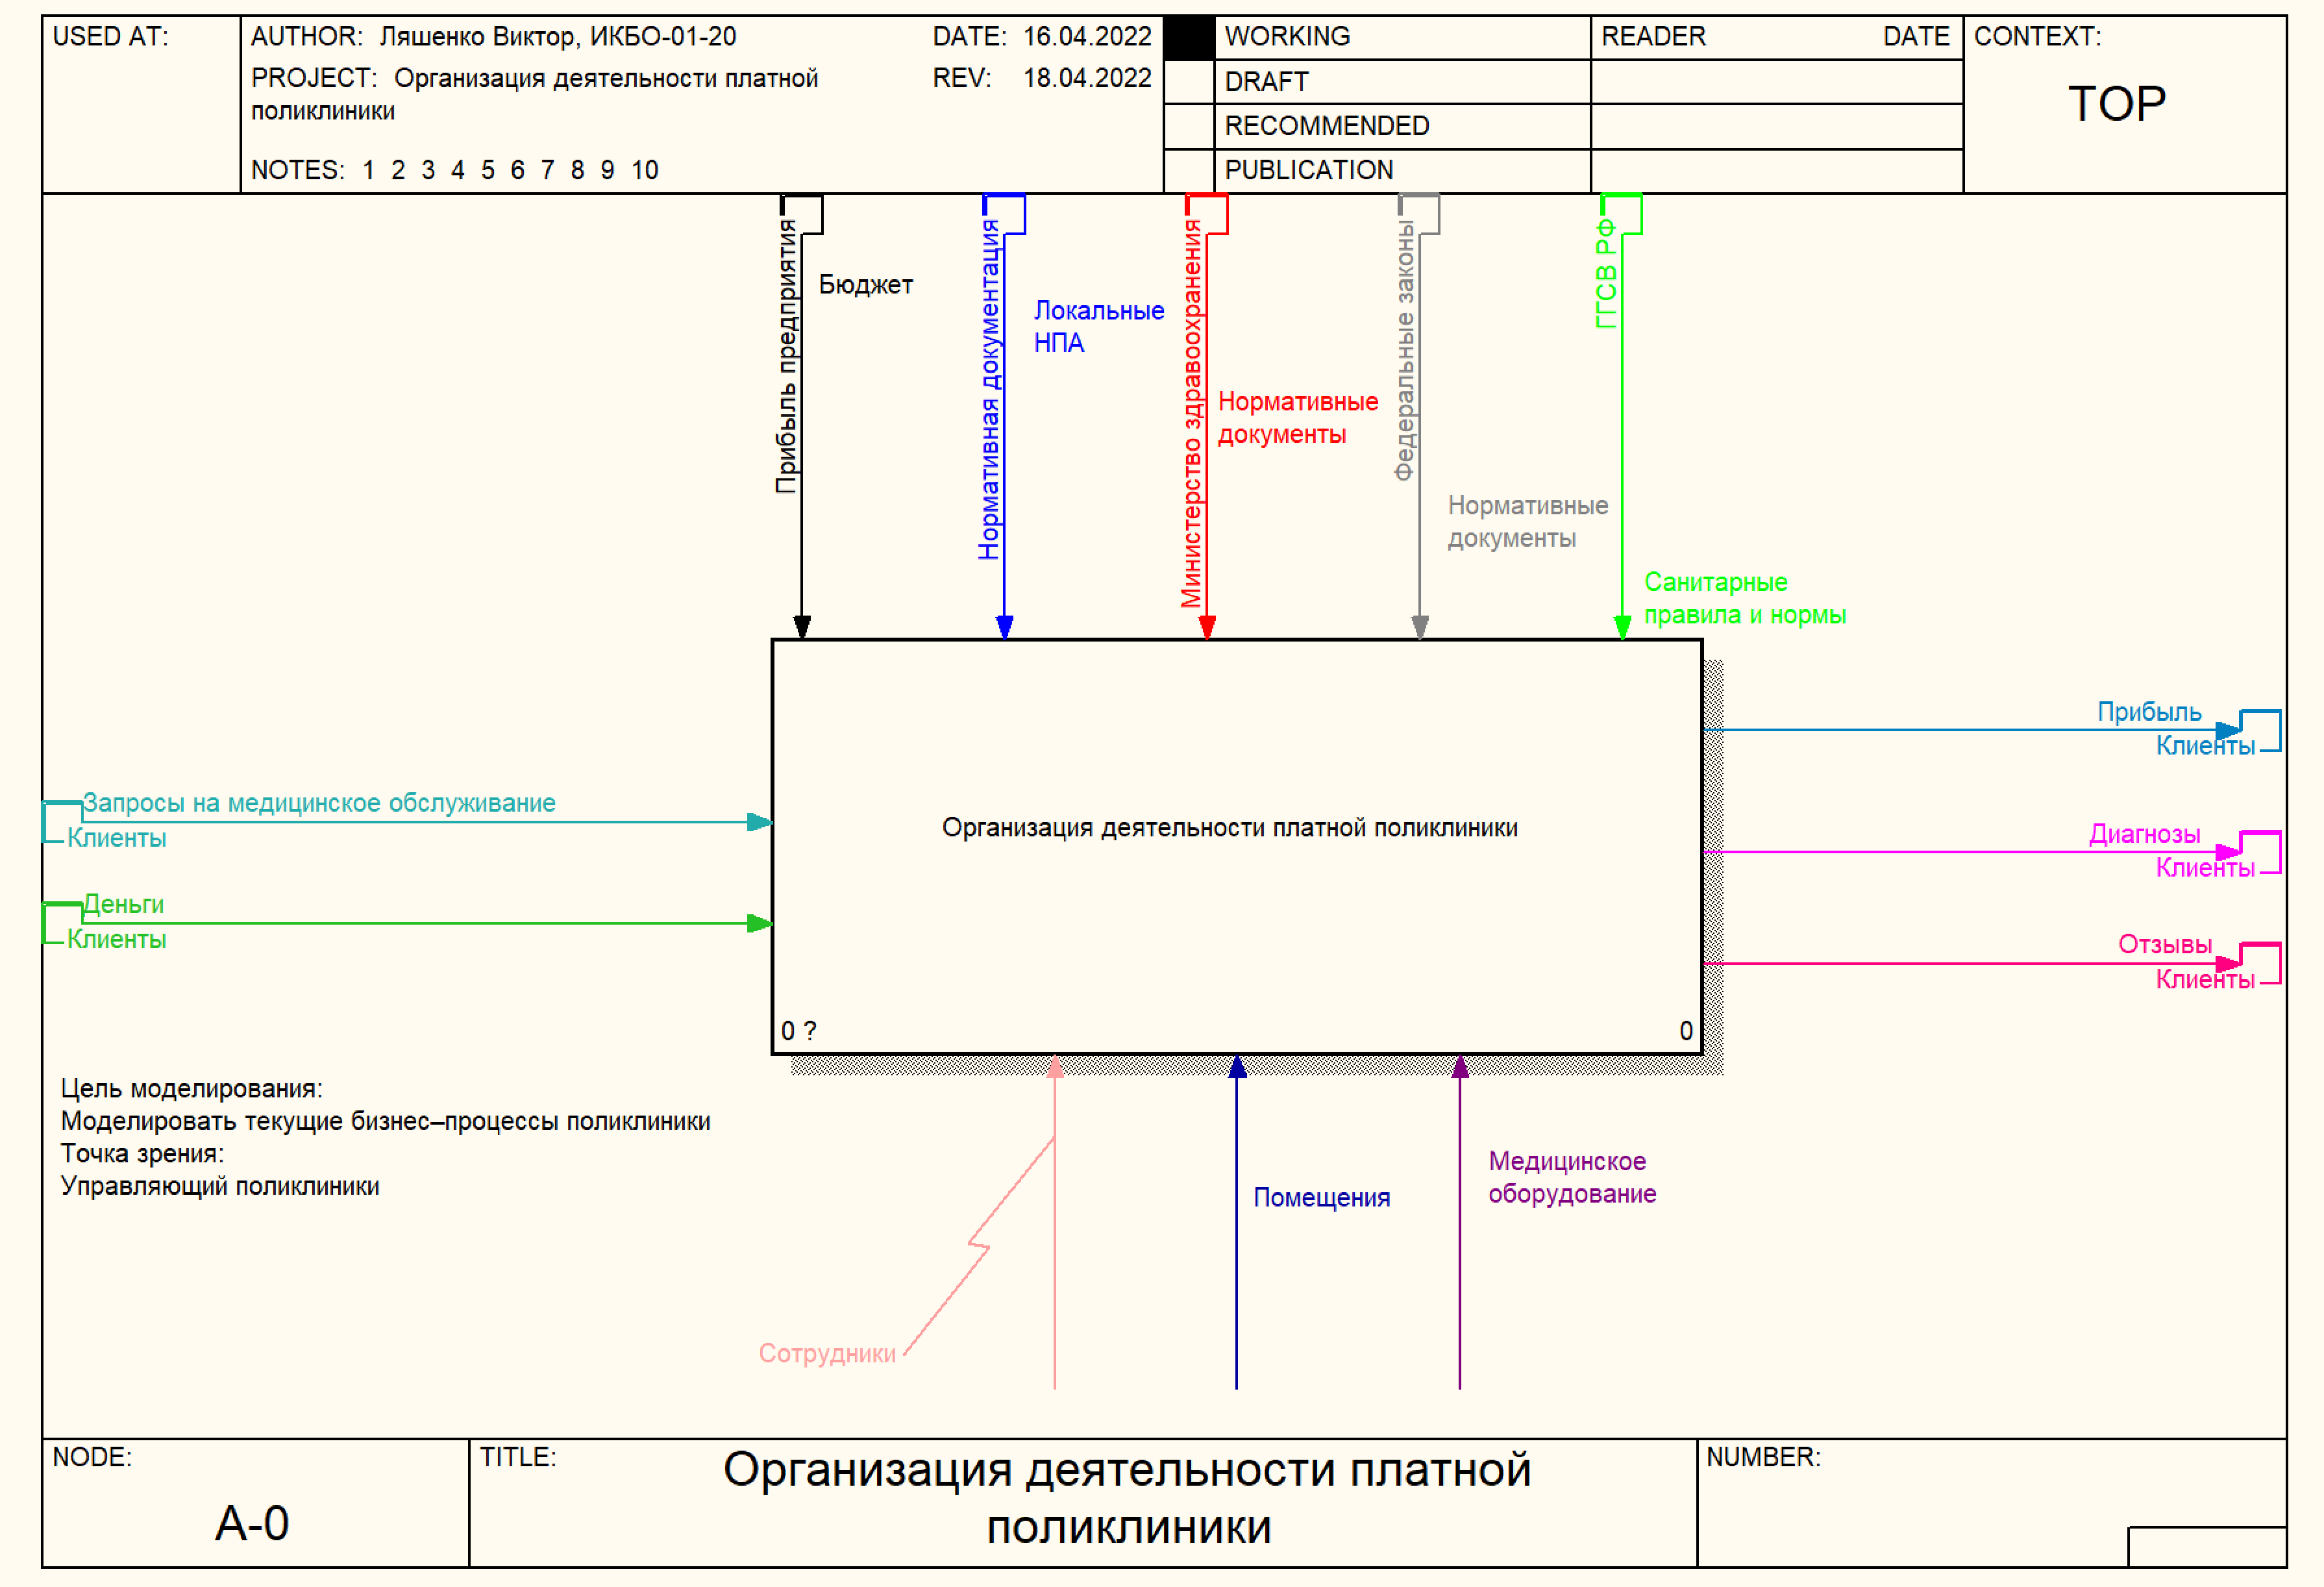 USED AT:
AUTHOR: Ляшенко Виктор, ИКБО-01-20
DATE: 16.04.2022
PROJECT: Организация деятельности платной
поликлиники
REV: 18.04.2022
NOTES: 1 2 3 4 5 6 7 8 9 10
WORKING
DRAFT
RECOMMENDED
PUBLICATION
READER DATE
CONTEXT:
TOP
Прибыль предприятия
Бюджет
Нормативная документация
Локальные
НПА
Министерство здравоохранения
Нормативные
документы
Федеральные законы
Нормативные
документы
ГГСВ РФ
Санитарные
правила и нормы
Запросы на медицинское обслуживание
Клиенты
Деньги
Клиенты
Организация деятельности платной поликлиники
0 ?
0
Прибыль
Клиенты
Диагнозы
Клиенты
Отзывы
Клиенты
Цель моделирования:
Моделировать текущие бизнес–процессы поликлиники
Точка зрения:
Управляющий поликлиники
Сотрудники
Помещения
Медицинское
оборудование
NODE:
A-0
TITLE:
Организация деятельности платной
поликлиники
NUMBER: